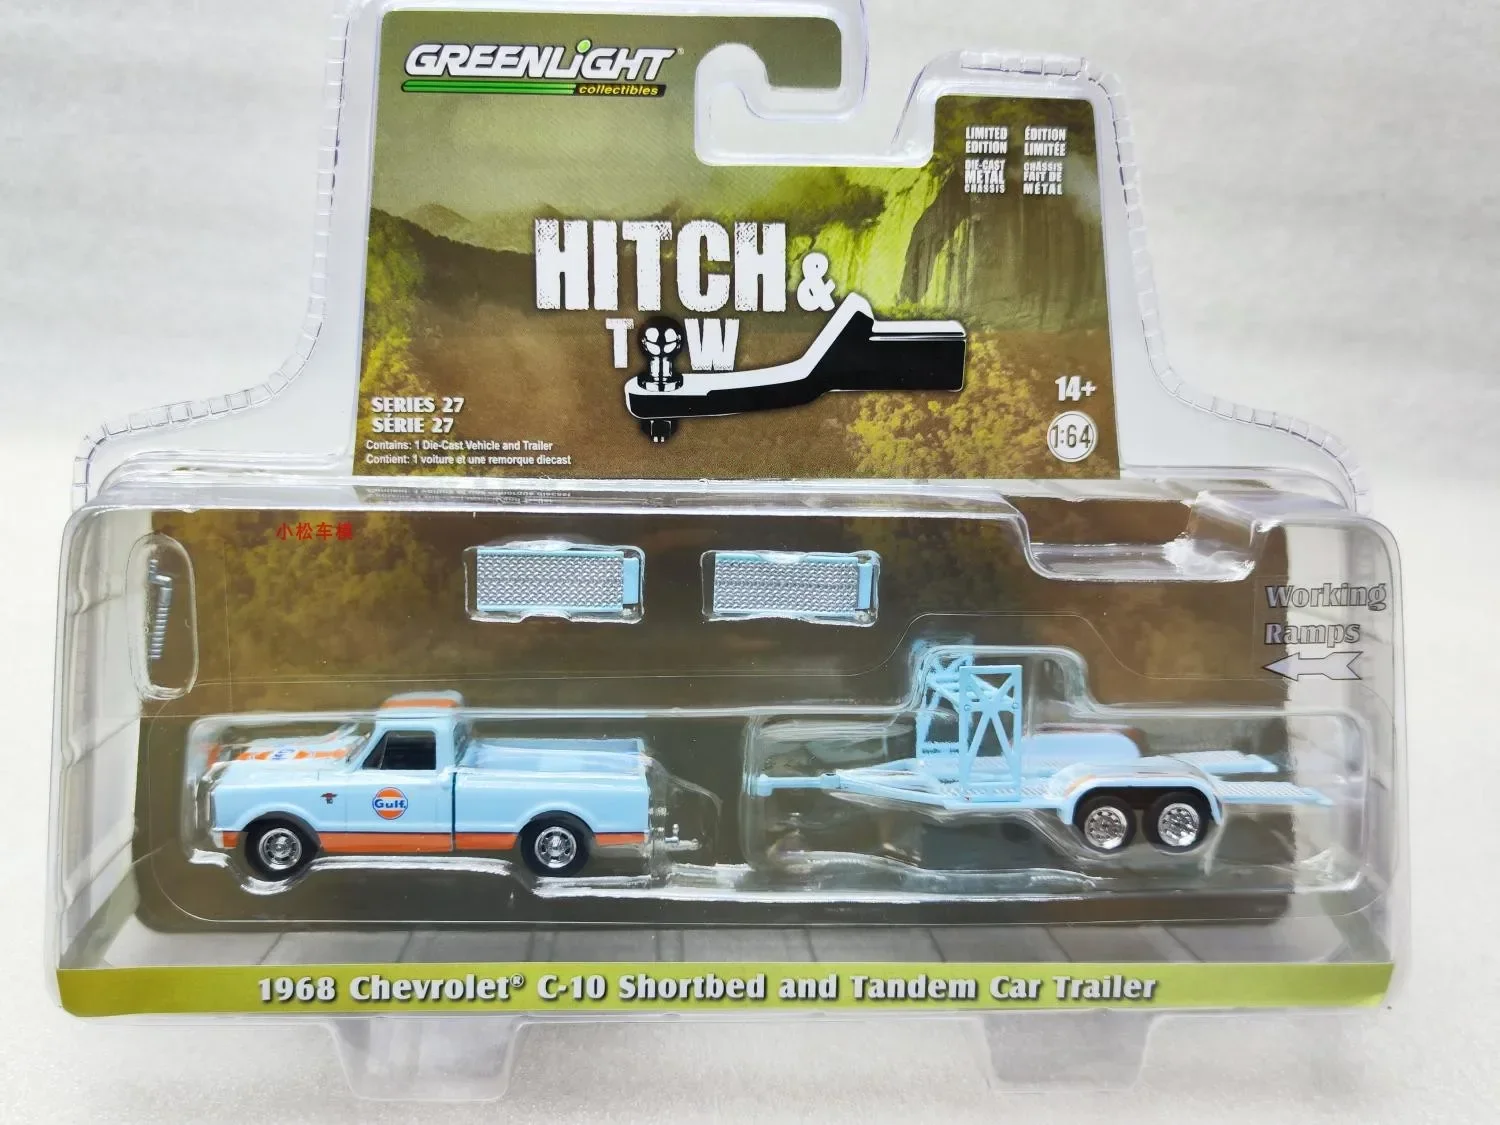 GREENLiGHT®
collectibles
LIMITED EDITION
ÉDITION LIMITÉE
DIE-CAST METAL CHASSIS
CHÂSSIS FAIT DE MÉTAL
HITCH &
TOW
SERIES 27
SÉRIE 27
Contains: 1 Die-Cast Vehicle and Trailer
Contient: 1 voiture et une remorque diecast
14+
1:64
小松车模
Working
Ramps
Gulf
1968 Chevrolet® C-10 Shortbed and Tandem Car Trailer